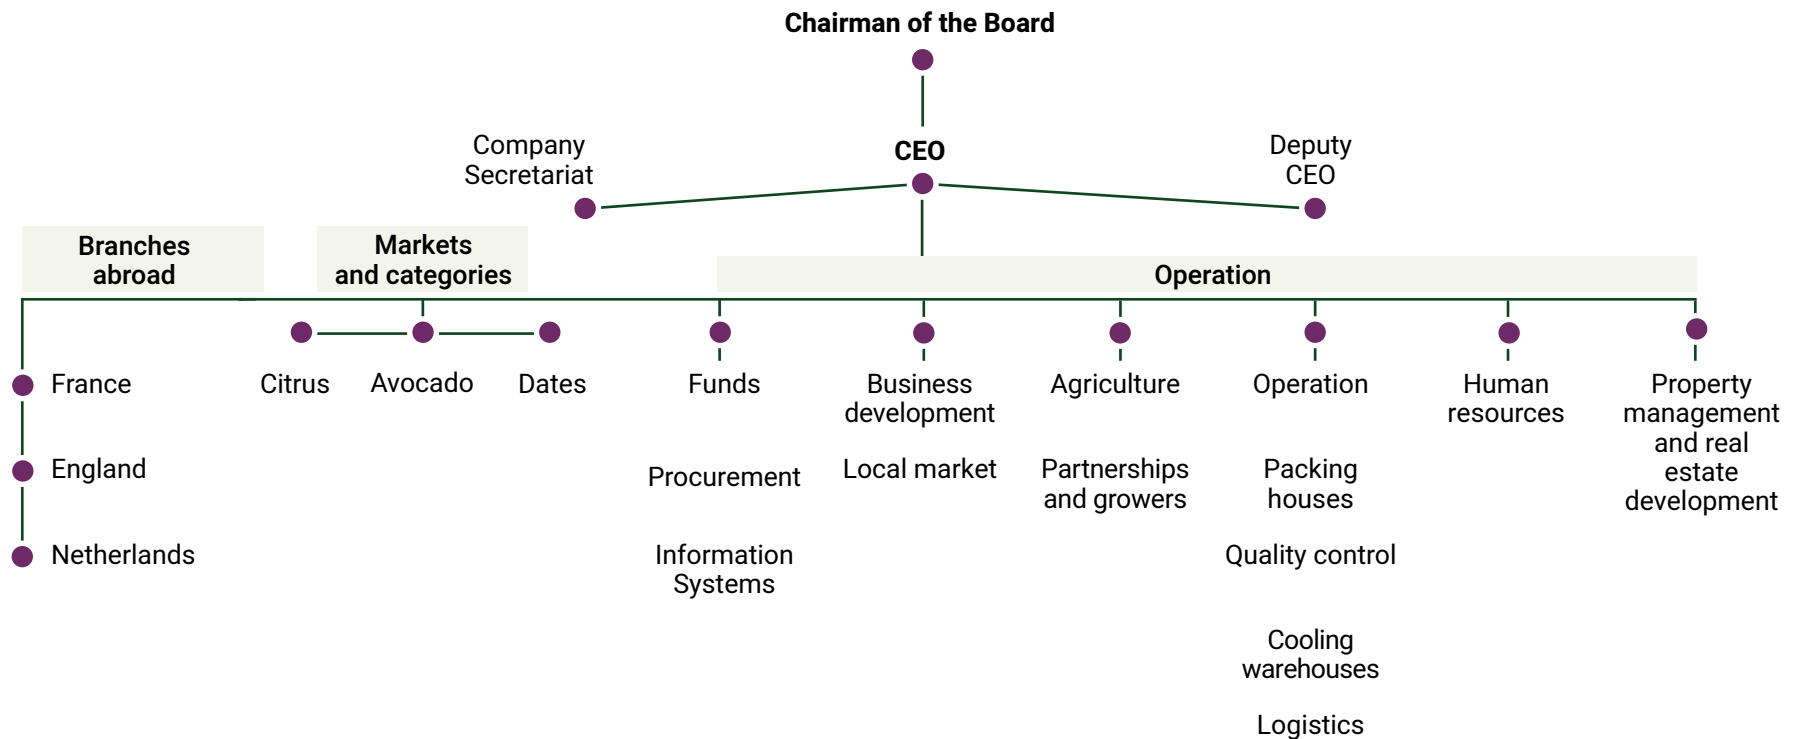 Chairman of the Board
Company
Secretariat
CEO
Deputy
CEO
Branches
abroad
Markets
and categories
Operation
France
England
Netherlands
Citrus
Avocado
Dates
Funds
Procurement
Information
Systems
Business
development
Local market
Agriculture
Partnerships
and growers
Operation
Packing
houses
Quality control
Cooling
warehouses
Logistics
Human
resources
Property
management
and real
estate
development